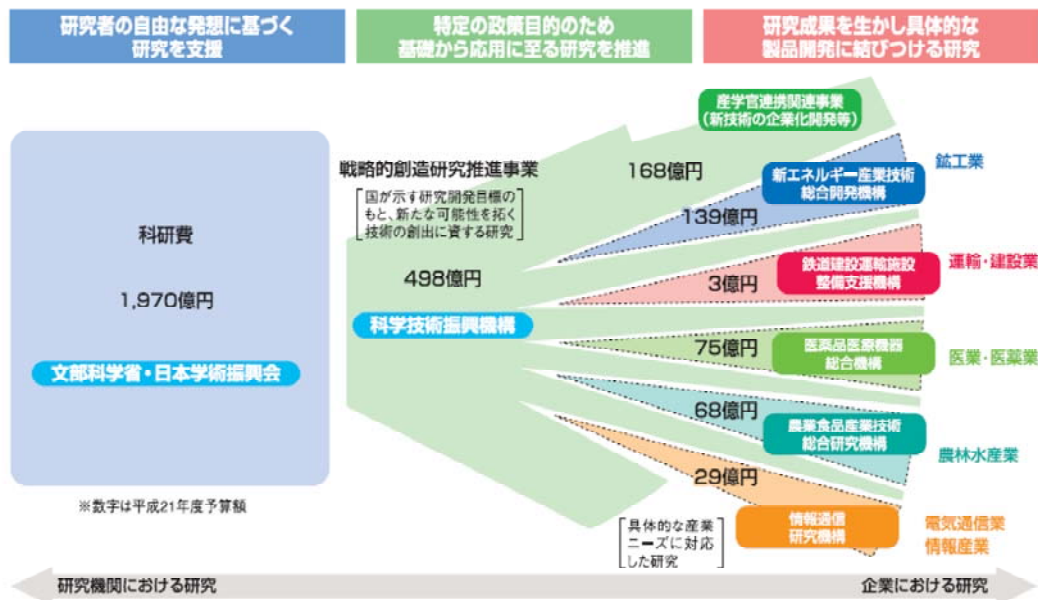 研究者の自由な発想に基づく
研究を支援
特定の政策目的のため
基礎から応用に至る研究を推進
研究成果を生かし具体的な
製品開発に結びつける研究
科研費
1,970億円
文部科学省・日本学術振興会
※数字は平成21年度予算額
戦略的創造研究推進事業
国が示す研究開発目標の
もと、新たな可能性を拓く
技術の創出に資する研究
498億円
科学技術振興機構
産学官連携関連事業
(新技術の企業化開発等)
168億円
新エネルギー産業技術
総合開発機構
139億円
鉱工業
鉄道建設運輸施設
整備支援機構
3億円
運輸・建設業
医薬品医療機器
総合機構
75億円
医業・医薬業
68億円
農業食品産業技術
総合研究機構
農林水産業
29億円
情報通信
研究機構
電気通信業
情報産業
具体的な産業
ニーズに対応
した研究
研究機関における研究
企業における研究